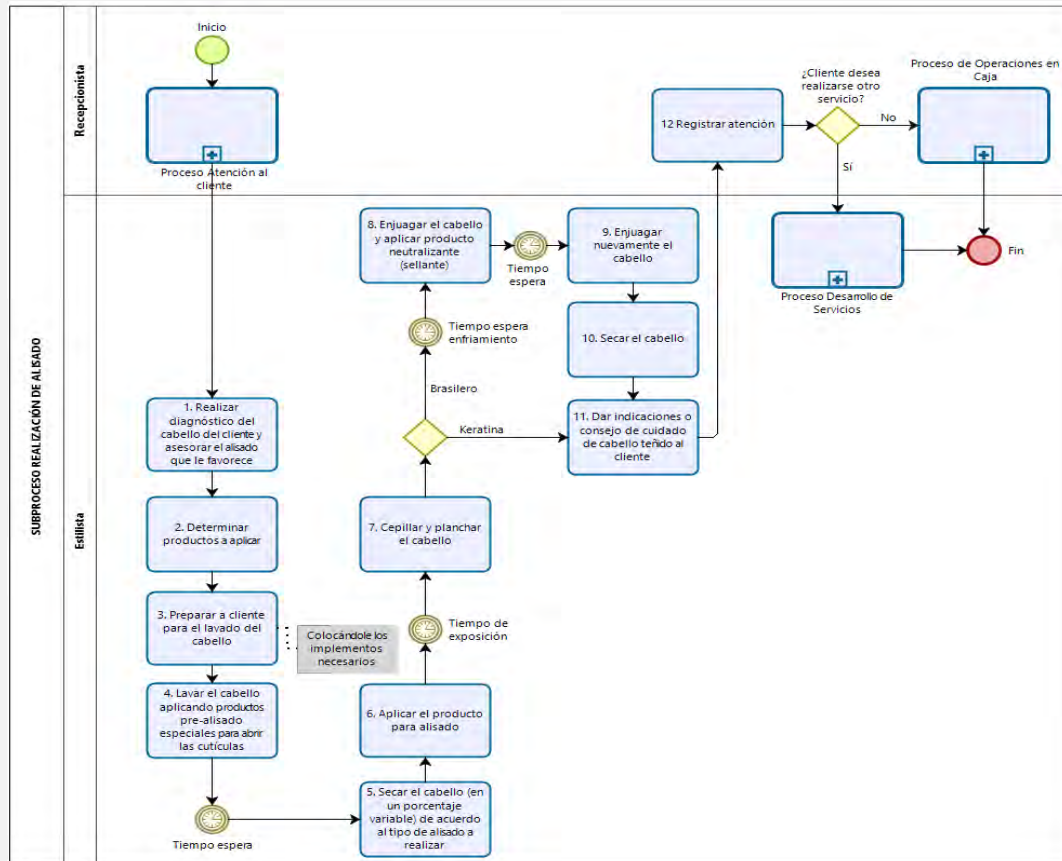 SUBPROCESO REALIZACIÓN DE ALISADO
Recepcionista
Inicio
Proceso Atención al
cliente
12 Registrar atención
¿Cliente desea
realizarse otro
servicio?
No
Sí
Proceso de Operaciones en
Caja
Estilista
1. Realizar
diagnóstico del
cabello del cliente y
asesorar el alisado
que le favorece
2. Determinar
productos a aplicar
3. Preparar a cliente
para el lavado del
cabello
Colocándole los
implementos
necesarios
4. Lavar el cabello
aplicando productos
pre-alisado
especiales para abrir
las cutículas
Tiempo espera
5. Secar el cabello (en
un porcentaje
variable) de acuerdo
al tipo de alisado a
realizar
6. Aplicar el producto
para alisado
Tiempo de
exposición
7. Cepillar y planchar
el cabello
Brasilero
Keratina
Tiempo espera
enfriamiento
8. Enjuagar el cabello
y aplicar producto
neutralizante
(sellante)
Tiempo
espera
9. Enjuagar
nuevamente el
cabello
10. Secar el cabello
11. Dar indicaciones o
consejo de cuidado
de cabello teñido al
cliente
Proceso Desarrollo de
Servicios
Fin